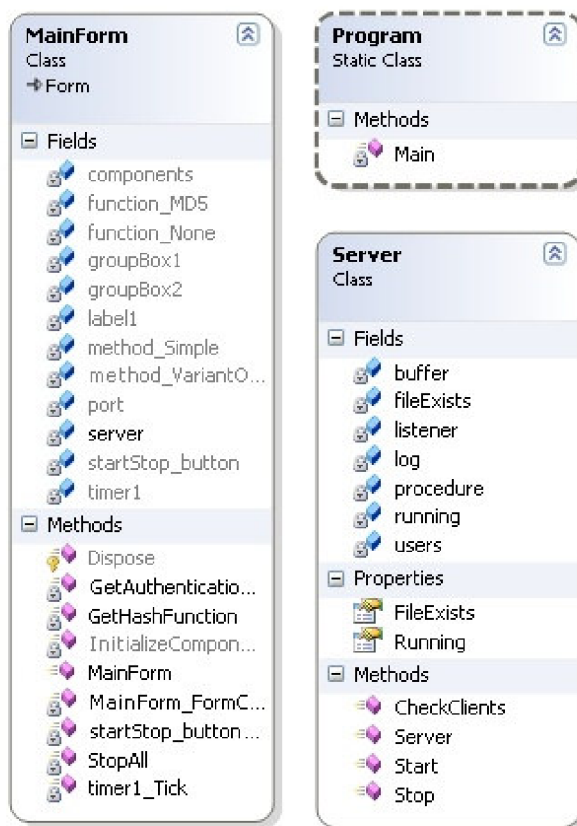 MainForm
Class
Form
Fields
components
function_MD5
function_None
groupBox1
groupBox2
label1
method_Simple
method_VariantO...
port
server
startStop_button
timer1
Methods
Dispose
GetAuthenticatio...
GetHashFunction
InitializeCompon...
MainForm
MainForm_FormC...
startStop_button...
StopAll
timer1_Tick
Program
Static Class
Methods
Main
Server
Class
Fields
buffer
fileExists
listener
log
procedure
running
users
Properties
FileExists
Running
Methods
CheckClients
Server
Start
Stop